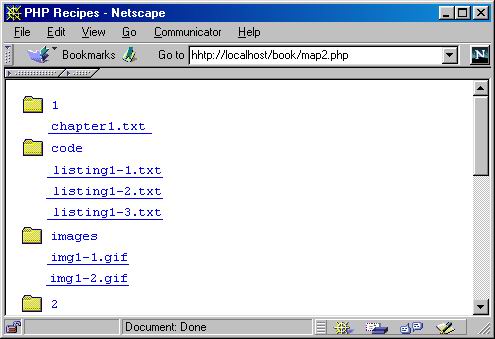 PHP Recipes - Netscape
File Edit View Go Communicator Help
Bookmarks Go to hhtp://localhost/book/map2.php N
1
chapter1.txt
code
listing1-1.txt
listing1-2.txt
listing1-3.txt
images
img1-1.gif
img1-2.gif
2
Document: Done